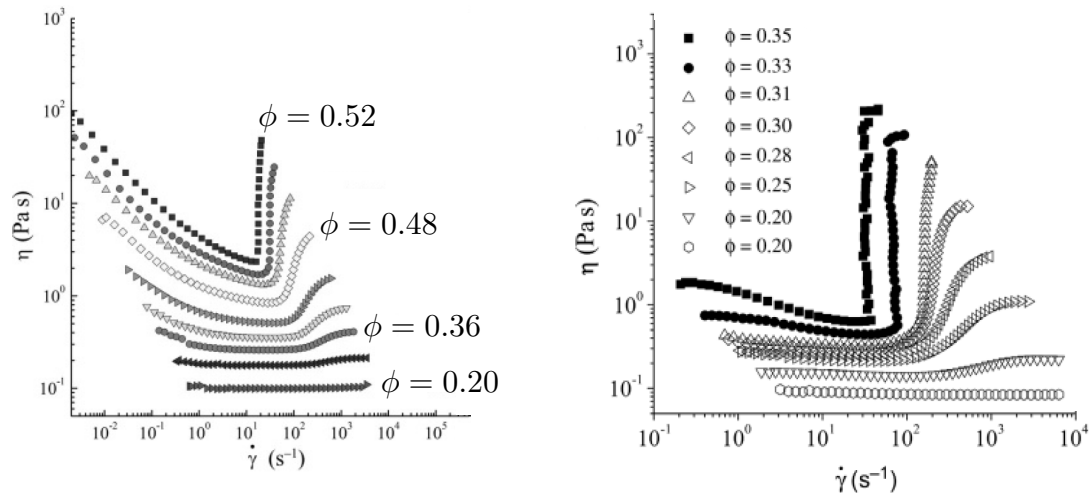 10³
10²
10¹
10⁰
10⁻¹
η (Pa s)
ϕ = 0.52
ϕ = 0.48
ϕ = 0.36
ϕ = 0.20
10⁻² 10⁻¹ 10⁰ 10¹ 10² 10³ 10⁴ 10⁵
γ̇ (s⁻¹)
10³
10²
10¹
10⁰
10⁻¹
η (Pa s)
ϕ = 0.35
ϕ = 0.33
ϕ = 0.31
ϕ = 0.30
ϕ = 0.28
ϕ = 0.25
ϕ = 0.20
ϕ = 0.20
10⁻¹ 10⁰ 10¹ 10² 10³ 10⁴
γ̇ (s⁻¹)